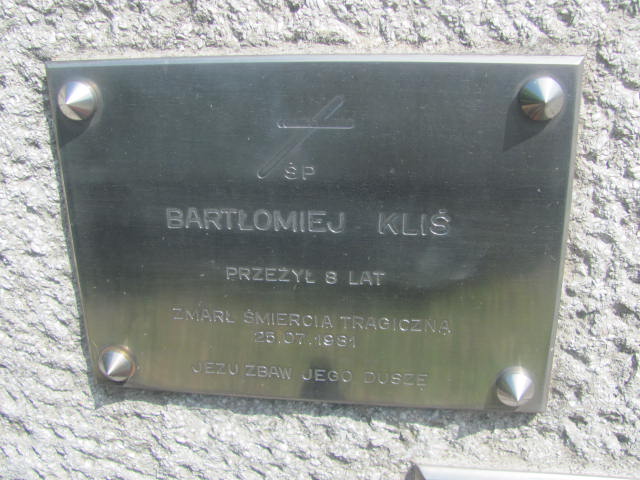 ŚP
BARTŁOMIEJ KLIŚ
PRZEŻYŁ 8 LAT
ZMARŁ ŚMIERCIĄ TRAGICZNĄ
25.07.1981
JEZU ZBAW JEGO DUSZĘ